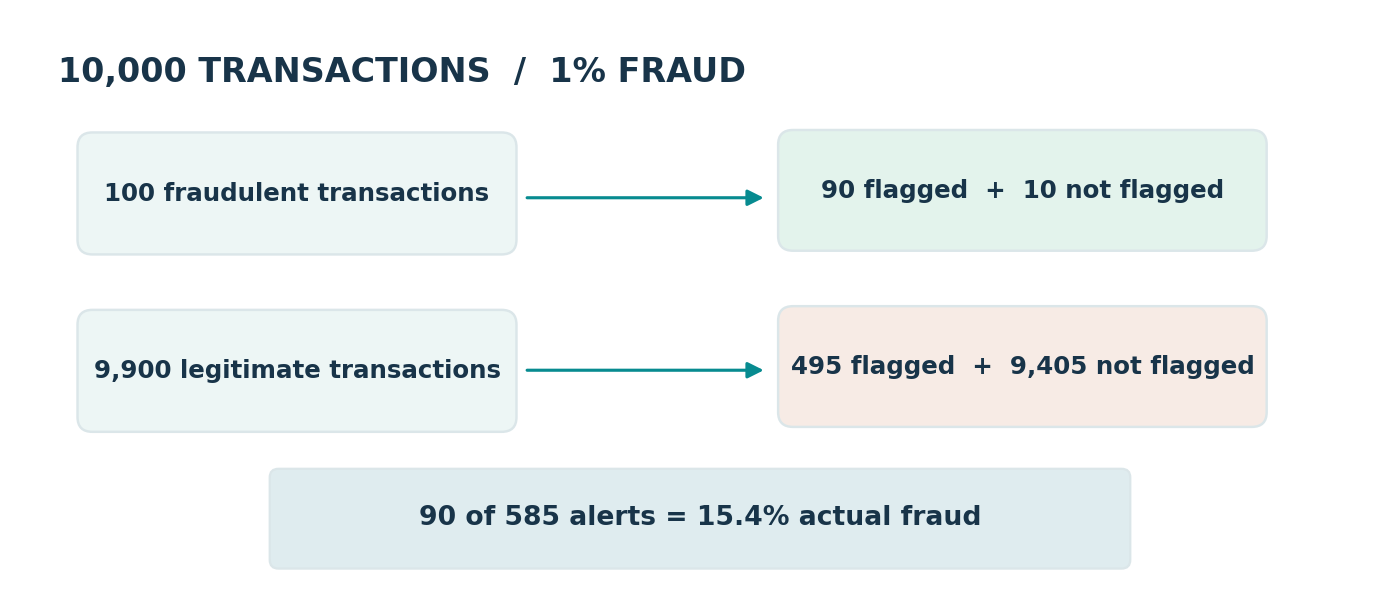 10,000 TRANSACTIONS / 1% FRAUD
100 fraudulent transactions
90 flagged + 10 not flagged
9,900 legitimate transactions
495 flagged + 9,405 not flagged
90 of 585 alerts = 15.4% actual fraud